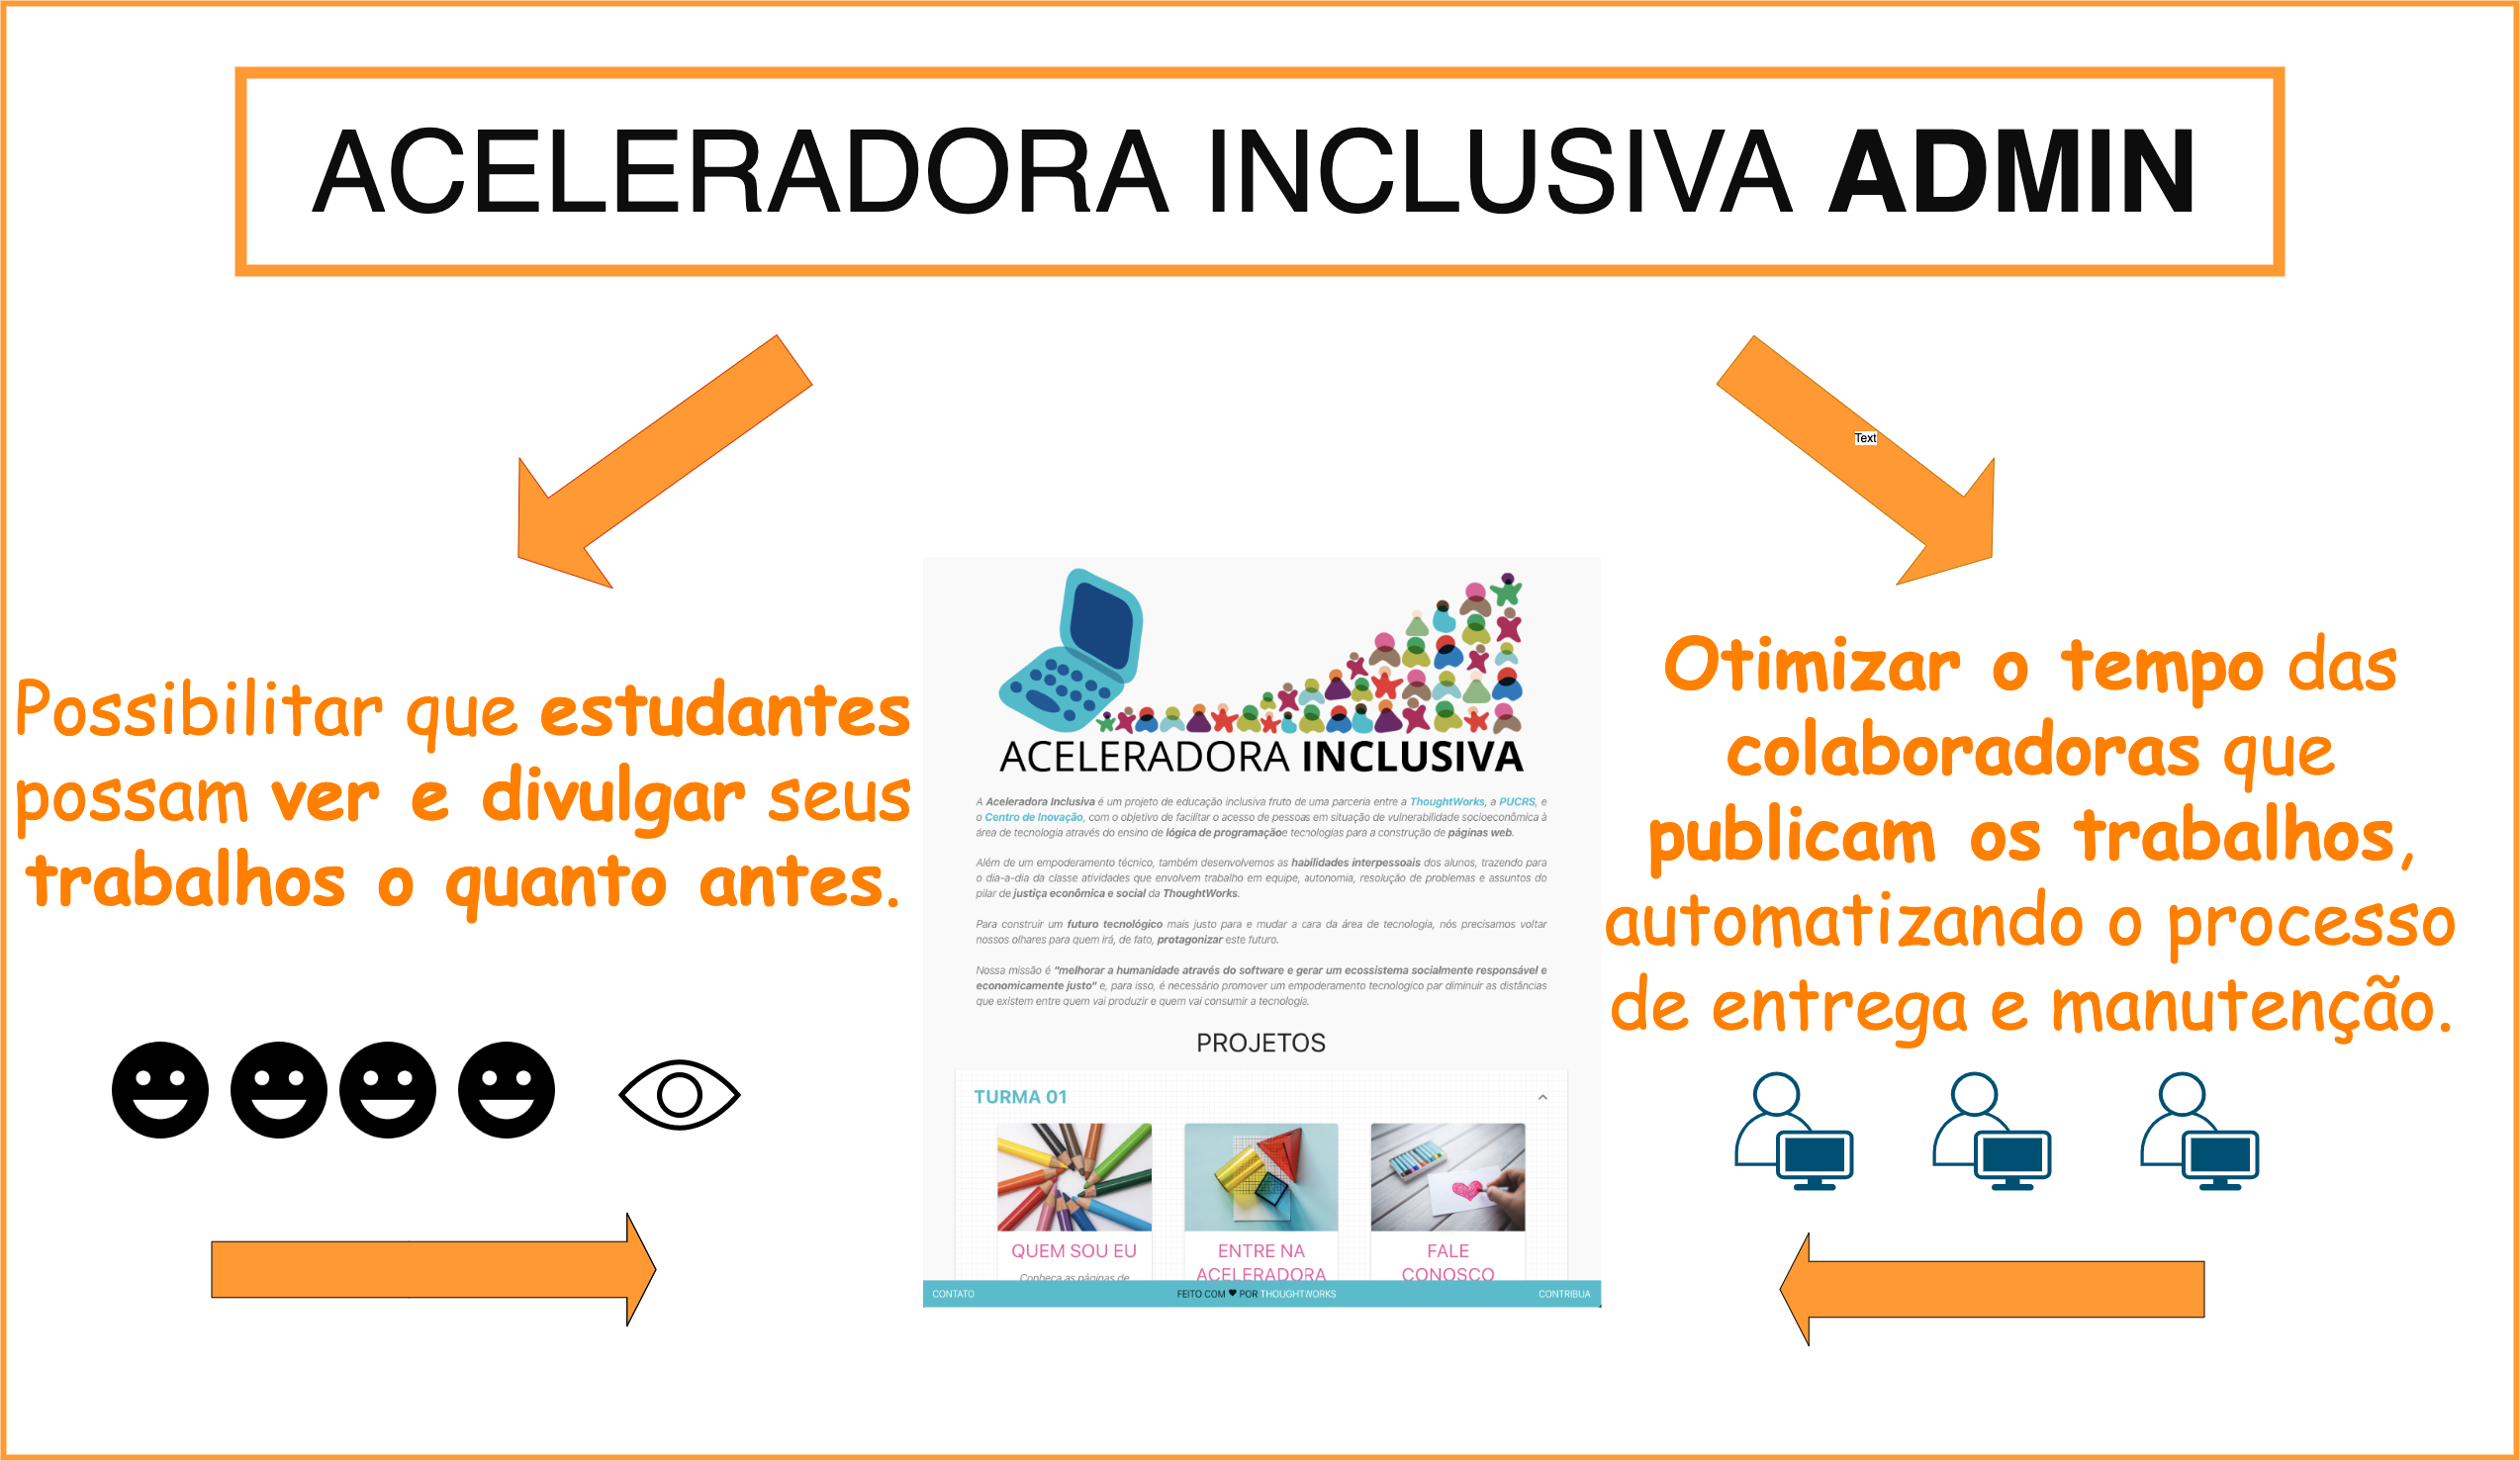 ACELERADORA INCLUSIVA ADMIN
Text
Possibilitar que estudantes
possam ver e divulgar seus
trabalhos o quanto antes.
ACELERADORA INCLUSIVA
A Aceleradora Inclusiva é um projeto de educação inclusiva fruto de uma parceria entre a ThoughtWorks, a PUCRS, e
o Centro de Inovação, com o objetivo de facilitar o acesso de pessoas em situação de vulnerabilidade socioeconômica à
área de tecnologia através do ensino de lógica de programaçãoe tecnologias para a construção de páginas web.
Além de um empoderamento técnico, também desenvolvemos as habilidades interpessoais dos alunos, trazendo para
o dia-a-dia da classe atividades que envolvem trabalho em equipe, autonomia, resolução de problemas e assuntos do
pilar de justiça econômica e social da ThoughtWorks.
Para construir um futuro tecnológico mais justo para e mudar a cara da área de tecnologia, nós precisamos voltar
nossos olhares para quem irá, de fato, protagonizar este futuro.
Nossa missão é "melhorar a humanidade através do software e gerar um ecossistema socialmente responsável e
economicamente justo" e, para isso, é necessário promover um empoderamento tecnologico par diminuir as distâncias
que existem entre quem vai produzir e quem vai consumir a tecnologia.
PROJETOS
TURMA 01
QUEM SOU EU
Conheça as páginas de
ENTRE NA
ACELERADORA
FALE
CONOSCO
CONTATO
FEITO COM ♥ POR THOUGHTWORKS
CONTRIBUA
Otimizar o tempo das
colaboradoras que
publicam os trabalhos,
automatizando o processo
de entrega e manutenção.